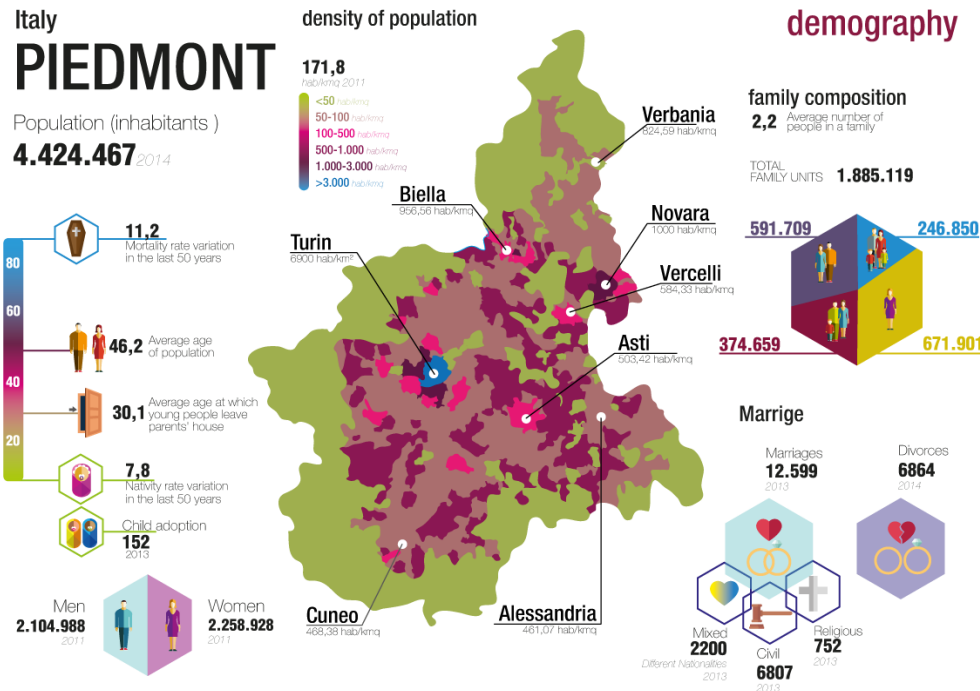 Italy
PIEDMONT
Population (inhabitants )
4.424.467 2014
density of population
171,8
hab/kmq 2011
<50 hab/kmq
50-100 hab/kmq
100-500 hab/kmq
500-1.000 hab/kmq
1.000-3.000 hab/kmq
>3.000 hab/kmq
demography
family composition
2,2 Average number of
people in a family
TOTAL
FAMILY UNITS 1.885.119
591.709
246.850
374.659
671.901
80
60
40
20
11,2
Mortality rate variation
in the last 50 years
46,2 Average age
of population
30,1 Average age at which
young people leave
parents' house
7,8
Nativity rate variation
in the last 50 years
Child adoption
152
2013
Men
2.104.988
2011
Women
2.258.928
2011
Verbania
824,59 hab/kmq
Biella
956,56 hab/kmq
Novara
1000 hab/kmq
Turin
6900 hab/km²
Vercelli
584,33 hab/kmq
Asti
503,42 hab/kmq
Cuneo
468,38 hab/kmq
Alessandria
461,07 hab/kmq
Marrige
Marriages
12.599
2013
Divorces
6864
2014
Mixed
2200
Different Nationalities
2013
Civil
6807
2013
Religious
752
2013